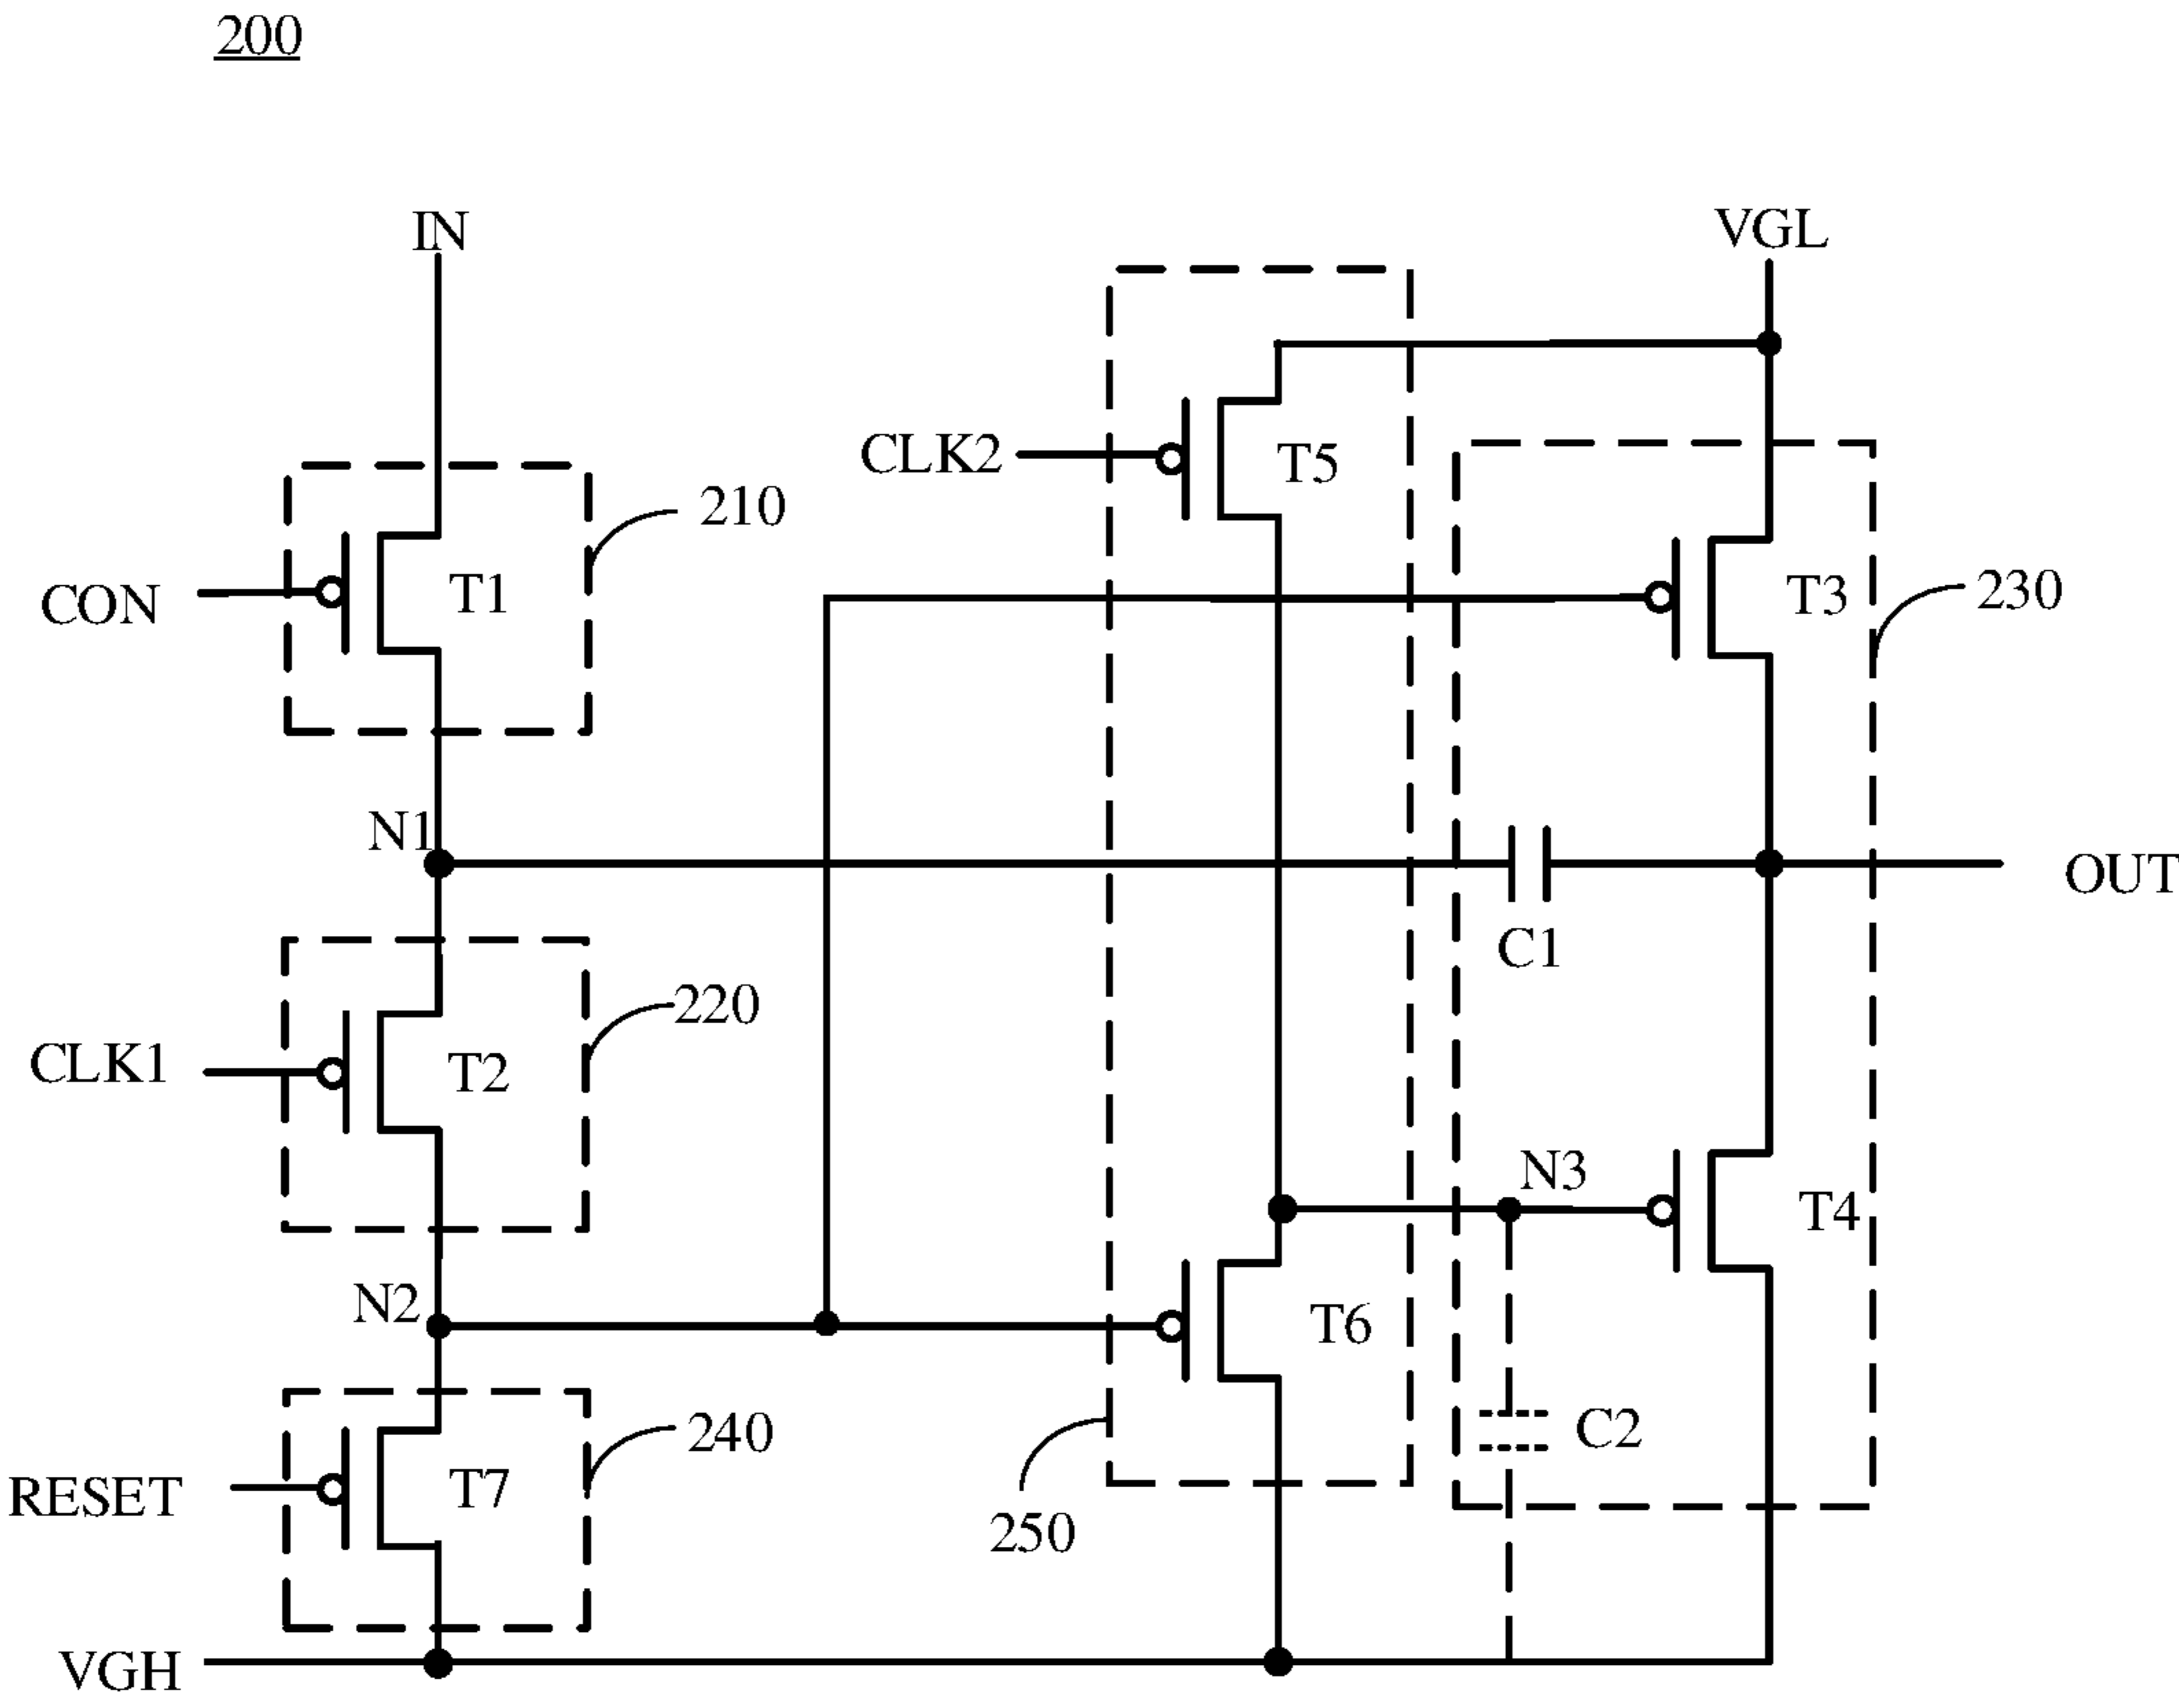 200
IN
VGL
CLK2
T5
210
CON
T1
T3
230
N1
OUT
C1
220
CLK1
T2
N3
T4
N2
T6
240
C2
RESET
T7
250
VGH